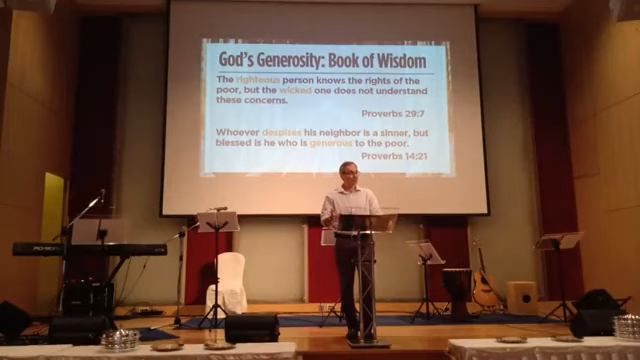 God's Generosity: Book of Wisdom
The righteous person knows the rights of the
poor, but the wicked one does not understand
these concerns.
Proverbs 29:7
Whoever despises his neighbor is a sinner, but
blessed is he who is generous to the poor.
Proverbs 14:21